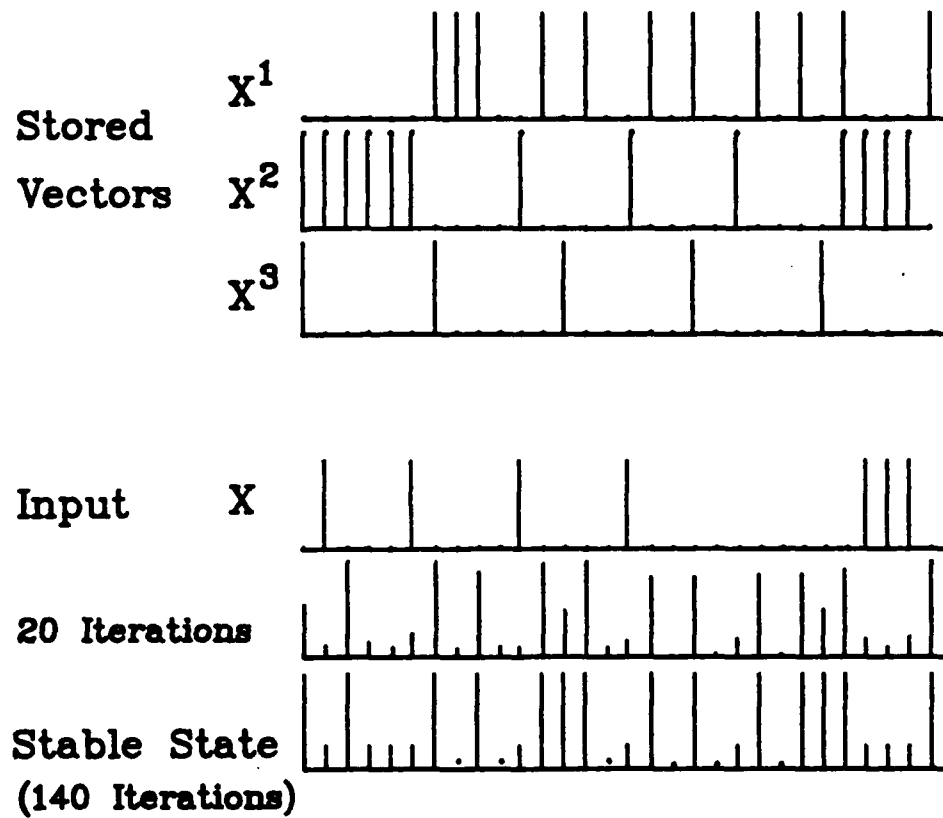 X¹
Stored
Vectors X²
X³
Input X
20 Iterations
Stable State
(140 Iterations)